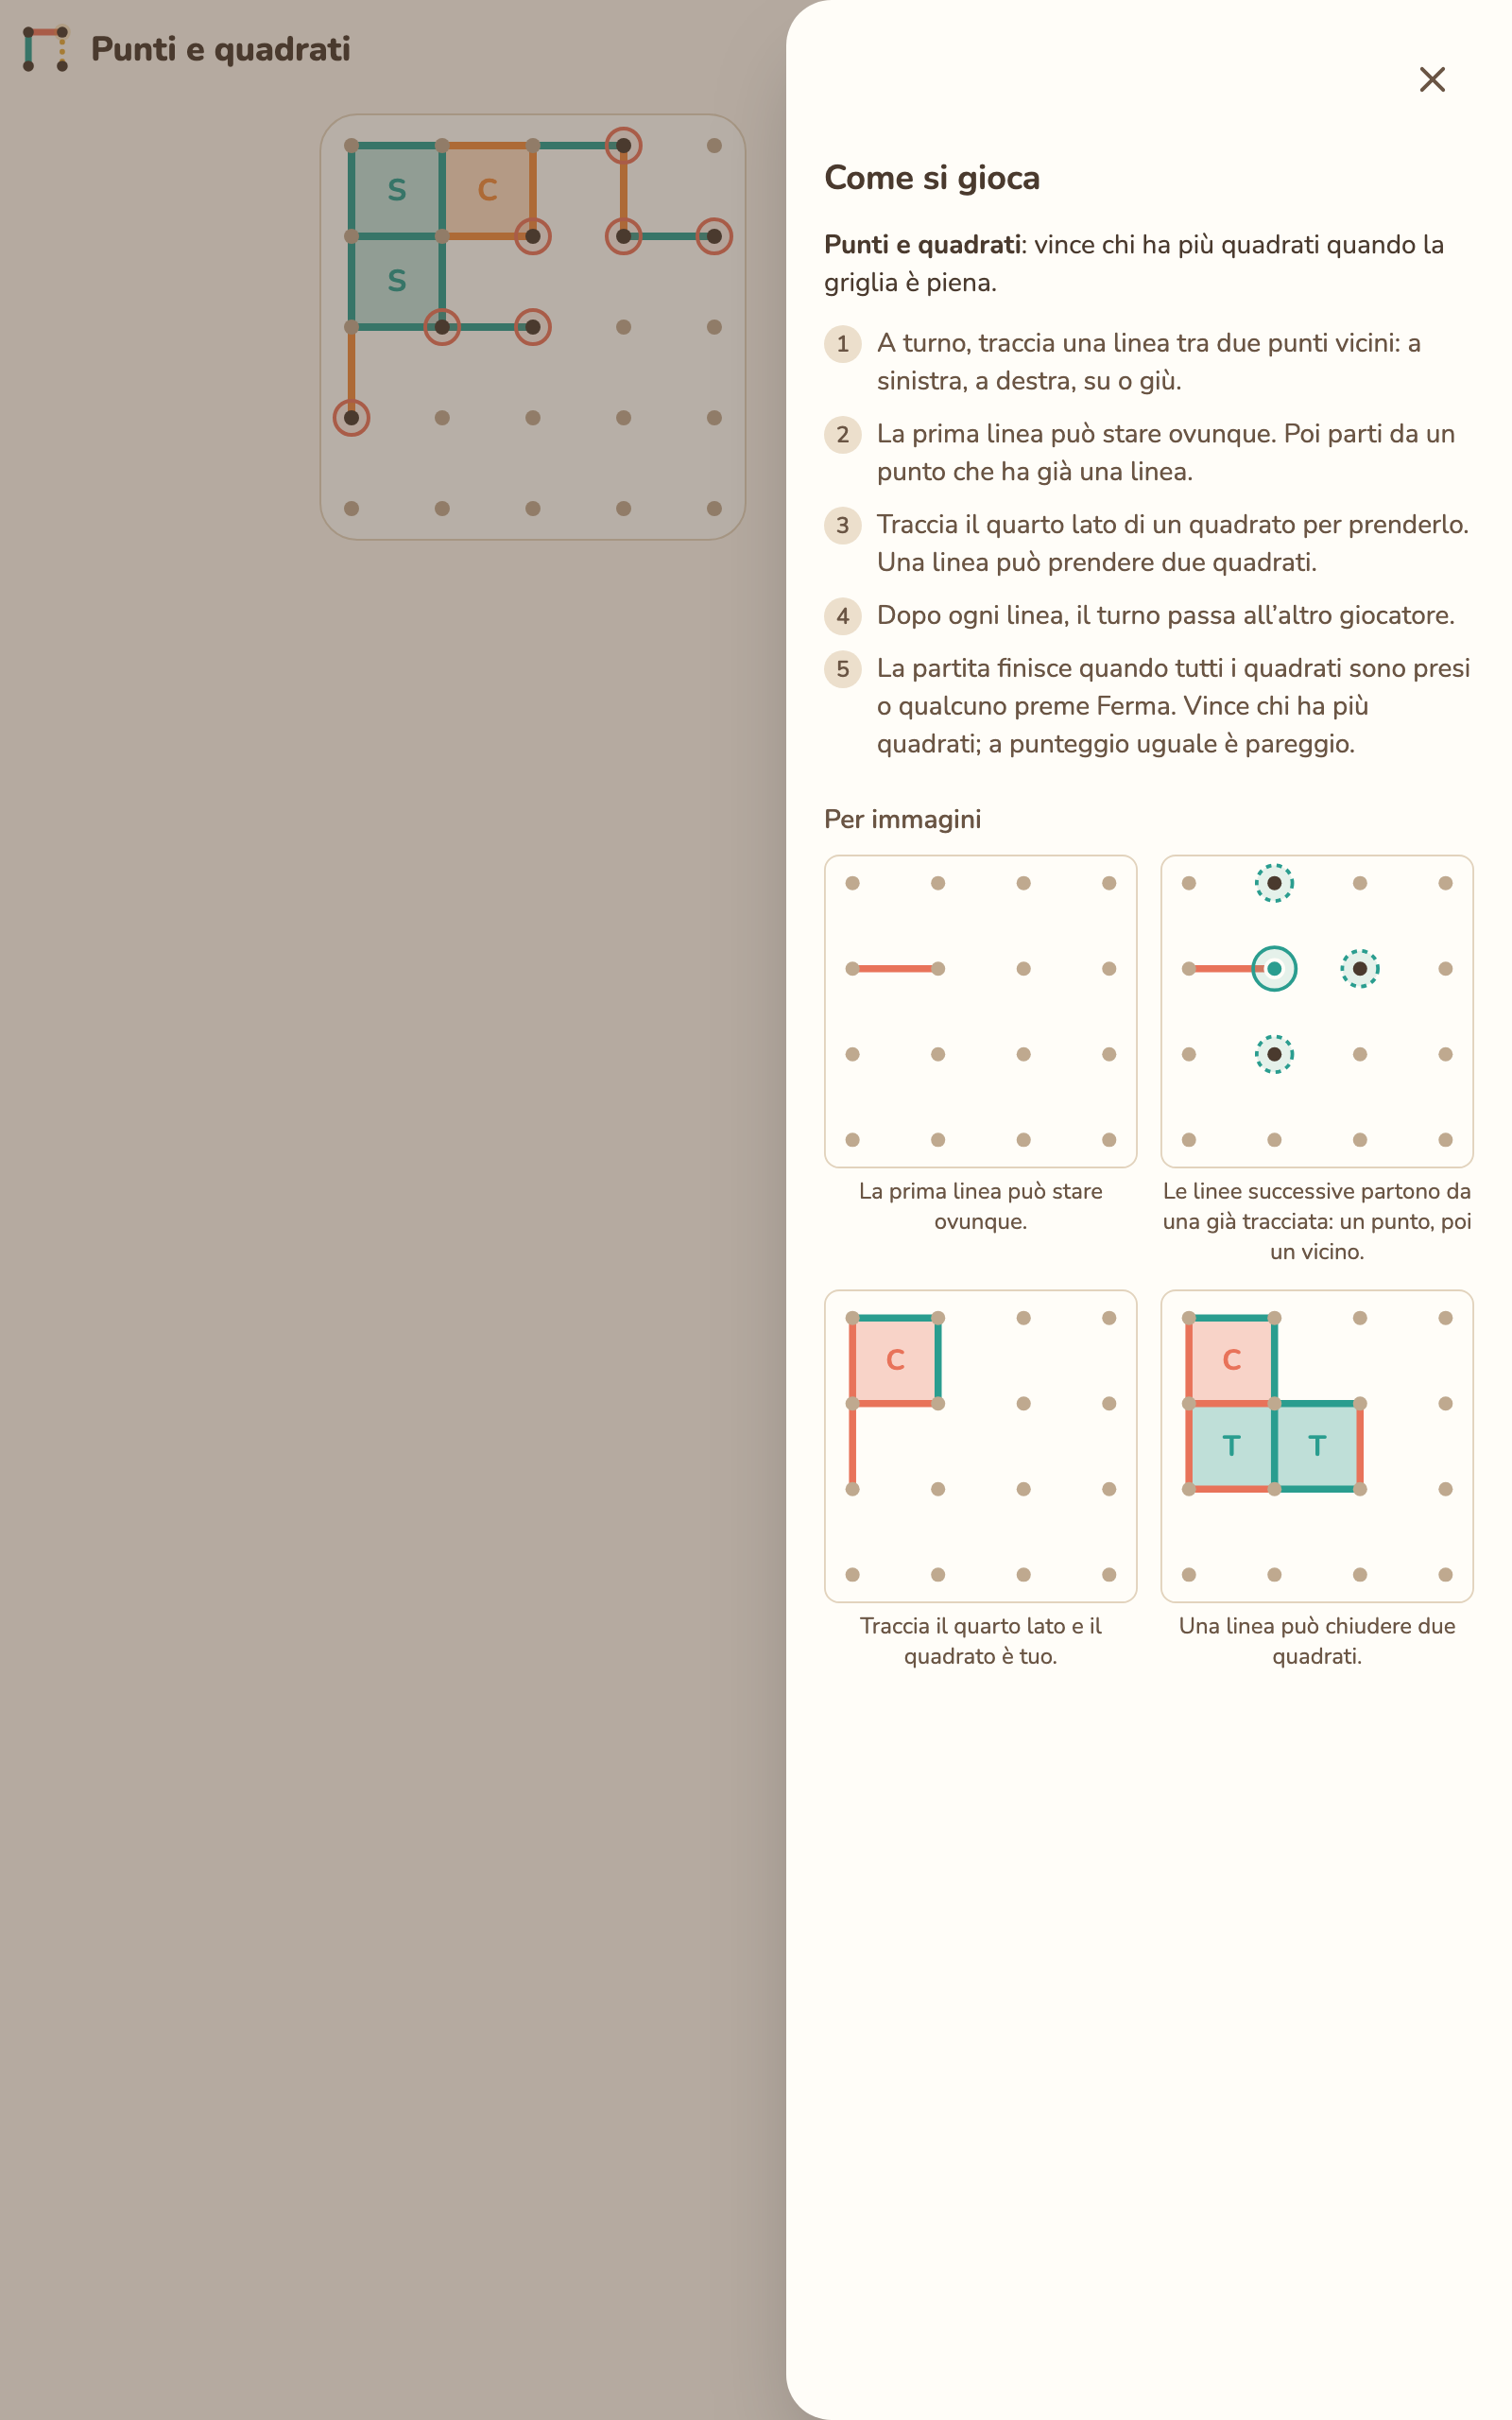 Punti e quadrati
S C
S
Come si gioca
Punti e quadrati: vince chi ha più quadrati quando la
griglia è piena.
1 A turno, traccia una linea tra due punti vicini: a
sinistra, a destra, su o giù.
2 La prima linea può stare ovunque. Poi parti da un
punto che ha già una linea.
3 Traccia il quarto lato di un quadrato per prenderlo.
Una linea può prendere due quadrati.
4 Dopo ogni linea, il turno passa all’altro giocatore.
5 La partita finisce quando tutti i quadrati sono presi
o qualcuno preme Ferma. Vince chi ha più
quadrati; a punteggio uguale è pareggio.
Per immagini
La prima linea può stare
ovunque.
Le linee successive partono da
una già tracciata: un punto, poi
un vicino.
C
Traccia il quarto lato e il
quadrato è tuo.
C
T T
Una linea può chiudere due
quadrati.